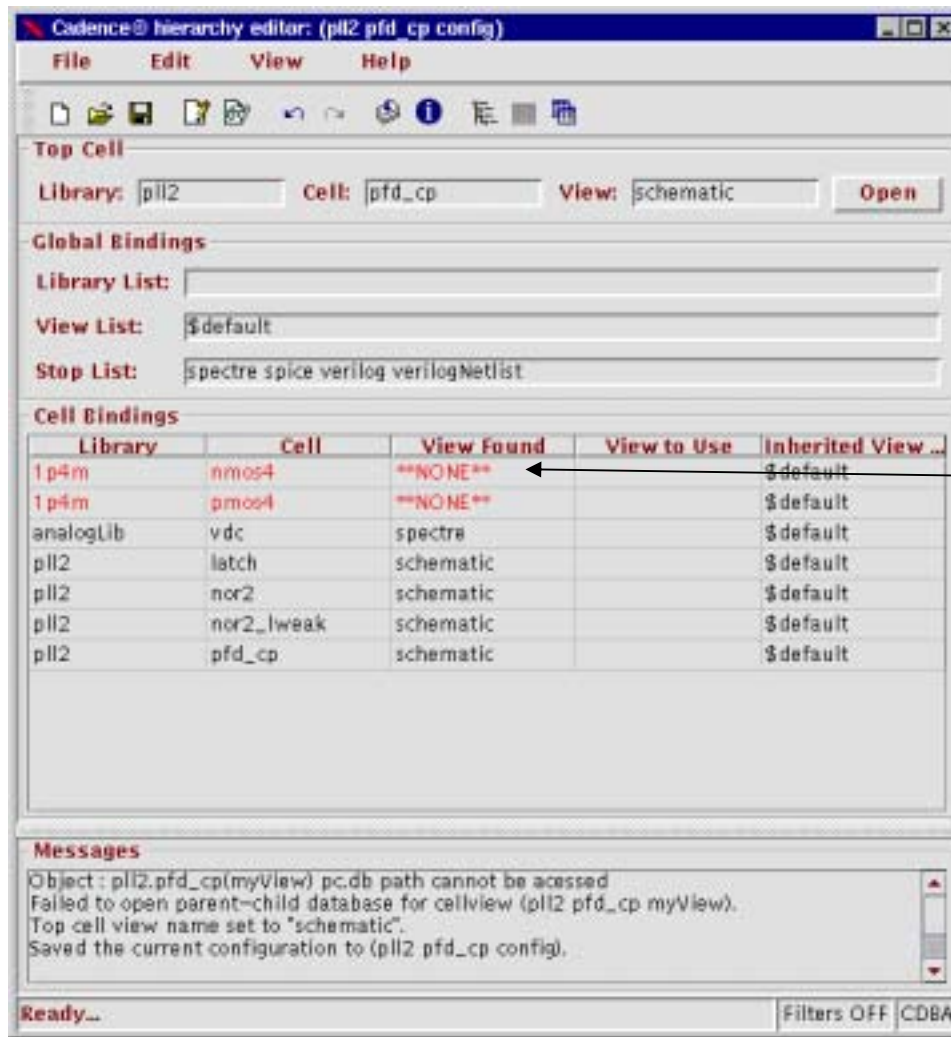 Cadence® hierarchy editor: (pll2 pfd_cp config)
File Edit View Help
Top Cell
Library: pll2 Cell: pfd_cp View: schematic Open
Global Bindings
Library List:
View List: $default
Stop List: spectre spice verilog verilogNetlist
Cell Bindings
Library Cell View Found View to Use Inherited View ...
1p4m nmos4 **NONE** $default
1p4m pmos4 **NONE** $default
analogLib vdc spectre $default
pll2 latch schematic $default
pll2 nor2 schematic $default
pll2 nor2_lweak schematic $default
pll2 pfd_cp schematic $default
Messages
Object : pll2.pfd_cp(myView) pc.db path cannot be acessed
Failed to open parent-child database for cellview (pll2 pfd_cp myView).
Top cell view name set to "schematic".
Saved the current configuration to (pll2 pfd_cp config).
Ready... Filters OFF CDBA